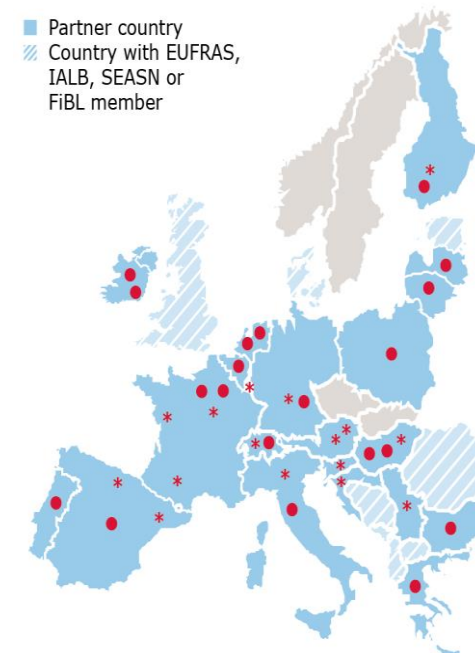 Partner country
Country with EUFRAS,
IALB, SEASN or
FiBL member